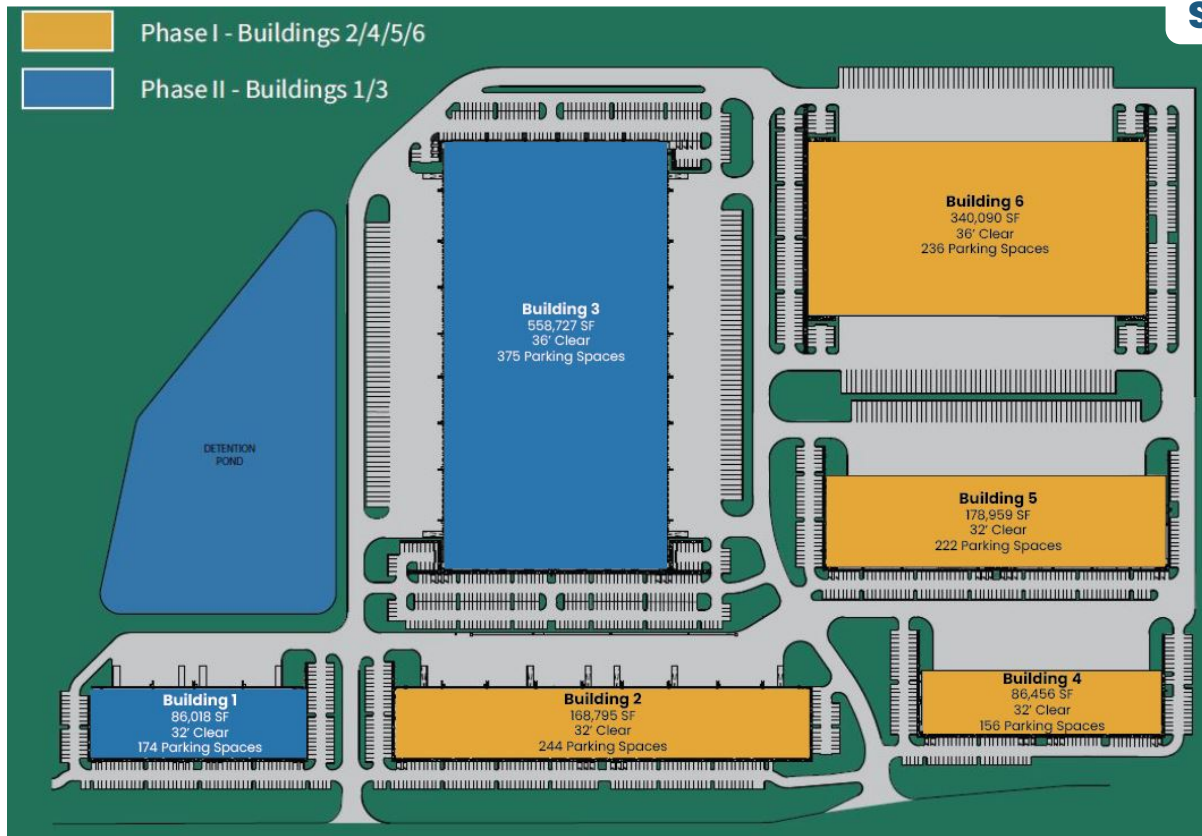 Phase I - Buildings 2/4/5/6
Phase II - Buildings 1/3
S
Building 6
340,090 SF
36' Clear
236 Parking Spaces
Building 3
558,727 SF
36' Clear
375 Parking Spaces
DETENTION
POND
Building 5
178,959 SF
32' Clear
222 Parking Spaces
Building 4
86,456 SF
32' Clear
156 Parking Spaces
Building 1
86,018 SF
32' Clear
174 Parking Spaces
Building 2
168,795 SF
32' Clear
244 Parking Spaces